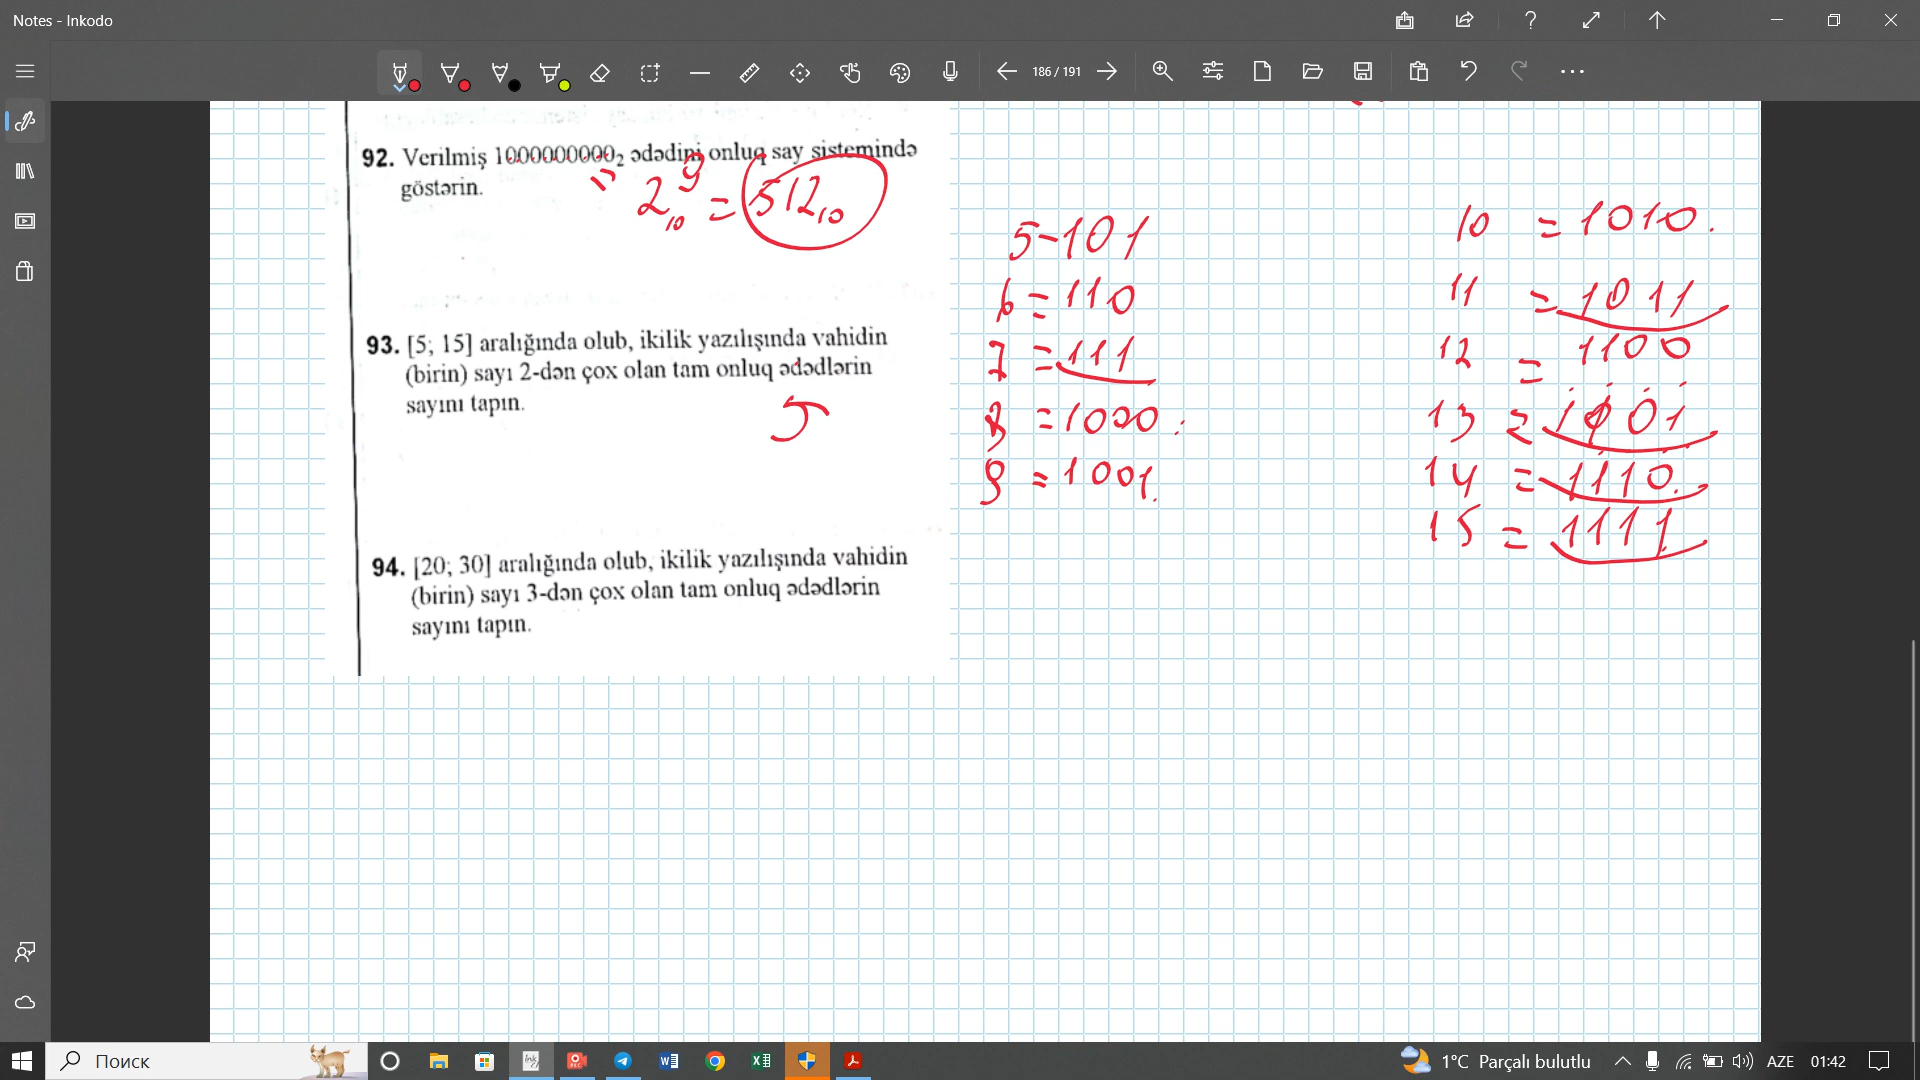 Notes - Inkodo
186 / 191
92. Verilmiş 1000000000₂ ədədini onluq say sistemində
göstərin.
= 2₁₀⁹ = 512₁₀
93. [5; 15] aralığında olub, ikilik yazılışında vahidin
(birin) sayı 2-dən çox olan tam onluq ədədlərin
sayını tapın.
5
94. [20; 30] aralığında olub, ikilik yazılışında vahidin
(birin) sayı 3-dən çox olan tam onluq ədədlərin
sayını tapın.
5-101
6=110
7=111
8=1000
9=1001
10=1010
11=1011
12=1100
13=1101
14=1110
15=1111
Поиск
1°C Parçalı bulutlu
AZE
01:42